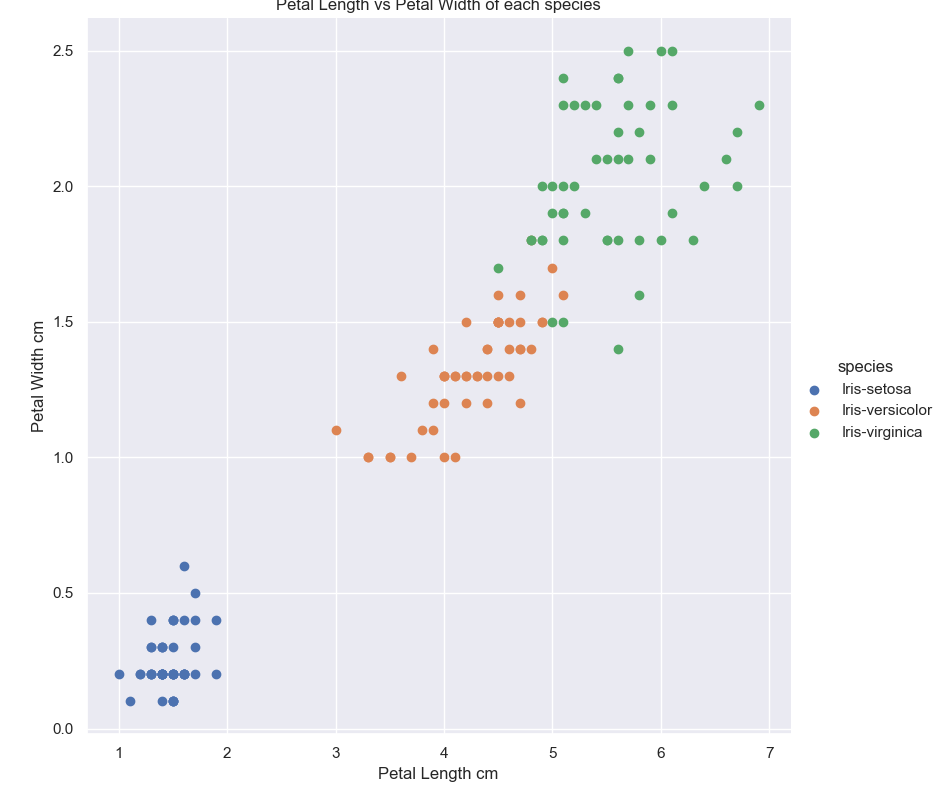 Petal Length vs Petal Width of each species
2.5
2.0
1.5
1.0
0.5
0.0
Petal Width cm
1 2 3 4 5 6 7
Petal Length cm
species
Iris-setosa
Iris-versicolor
Iris-virginica